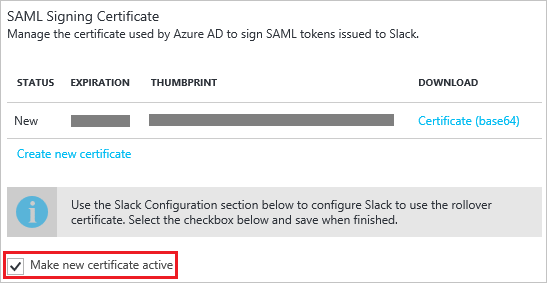 SAML Signing Certificate
Manage the certificate used by Azure AD to sign SAML tokens issued to Slack.
STATUS EXPIRATION THUMBPRINT DOWNLOAD
New Certificate (base64)
Create new certificate
Use the Slack Configuration section below to configure Slack to use the rollover
certificate. Select the checkbox below and save when finished.
Make new certificate active